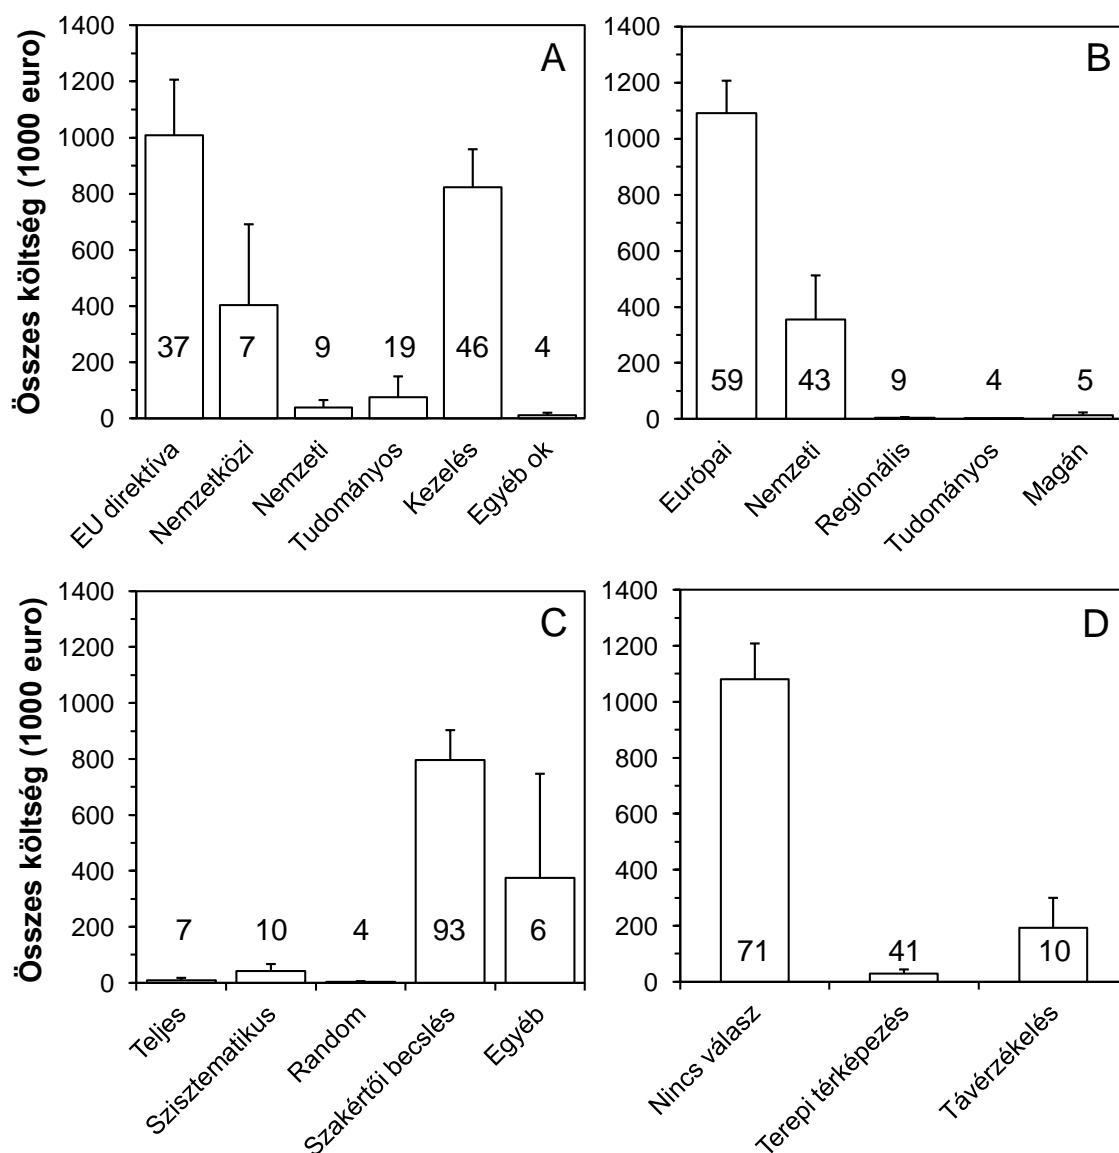 Összes költség (1000 euro)
1400
1200
1000
800
600
400
200
0
A
37
7
9
19
46
4
EU direktíva
Nemzetközi
Nemzeti
Tudományos
Kezelés
Egyéb ok
1400
1200
1000
800
600
400
200
0
B
59
43
9
4
5
Európai
Nemzeti
Regionális
Tudományos
Magán
Összes költség (1000 euro)
1400
1200
1000
800
600
400
200
0
C
7
10
4
93
6
Teljes
Szisztematikus
Random
Szakértői becslés
Egyéb
1400
1200
1000
800
600
400
200
0
D
71
41
10
Nincs válasz
Terepi térképezés
Távérzékelés